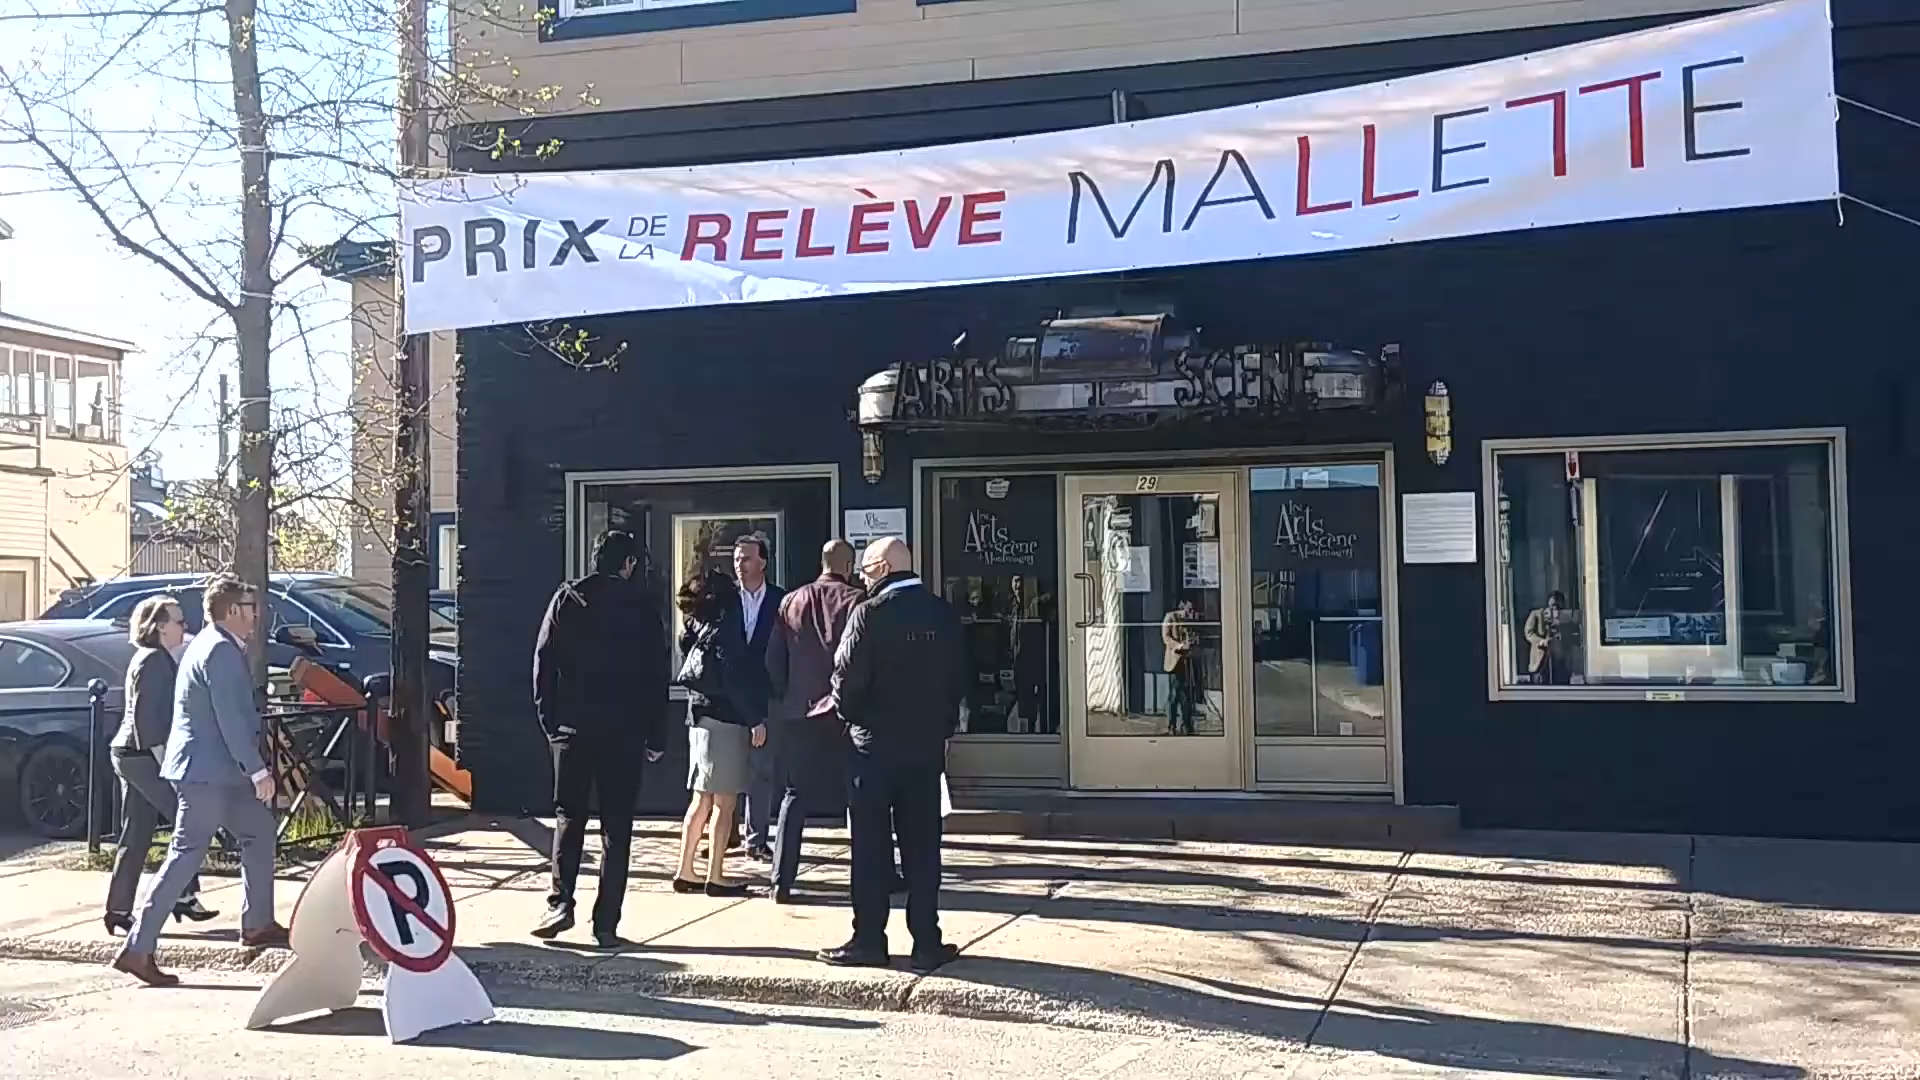 PRIX DE LA RELÈVE MALLETTE
ARTS SCÈNE
29
les Arts de la scène de Montmagny
les Arts de la scène de Montmagny
P